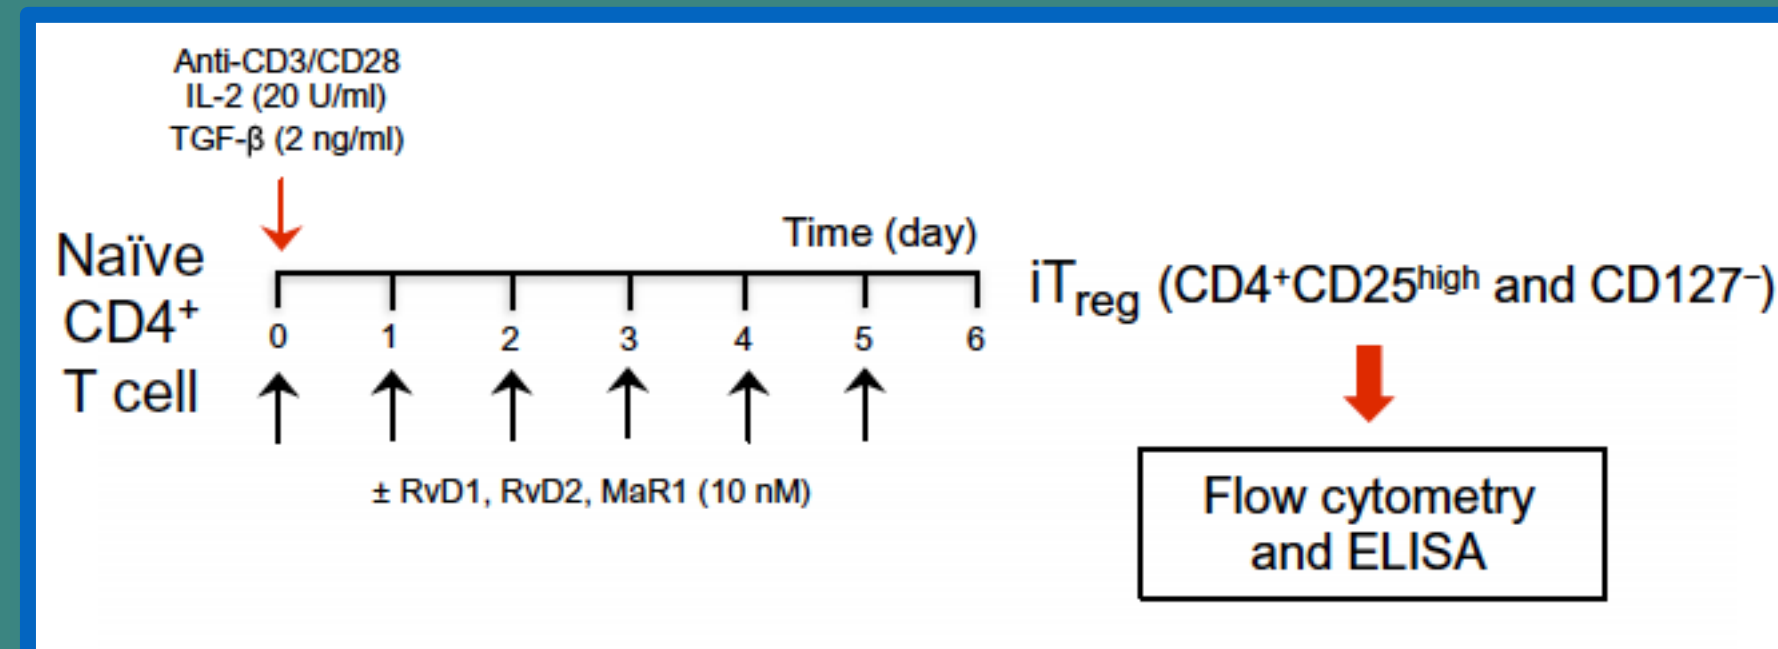 Anti-CD3/CD28
IL-2 (20 U/ml)
TGF-β (2 ng/ml)
Time (day)
Naïve
CD4⁺
T cell
0 1 2 3 4 5 6
iTreg (CD4⁺CD25ʰⁱᵍʰ and CD127⁻)
± RvD1, RvD2, MaR1 (10 nM)
Flow cytometry
and ELISA